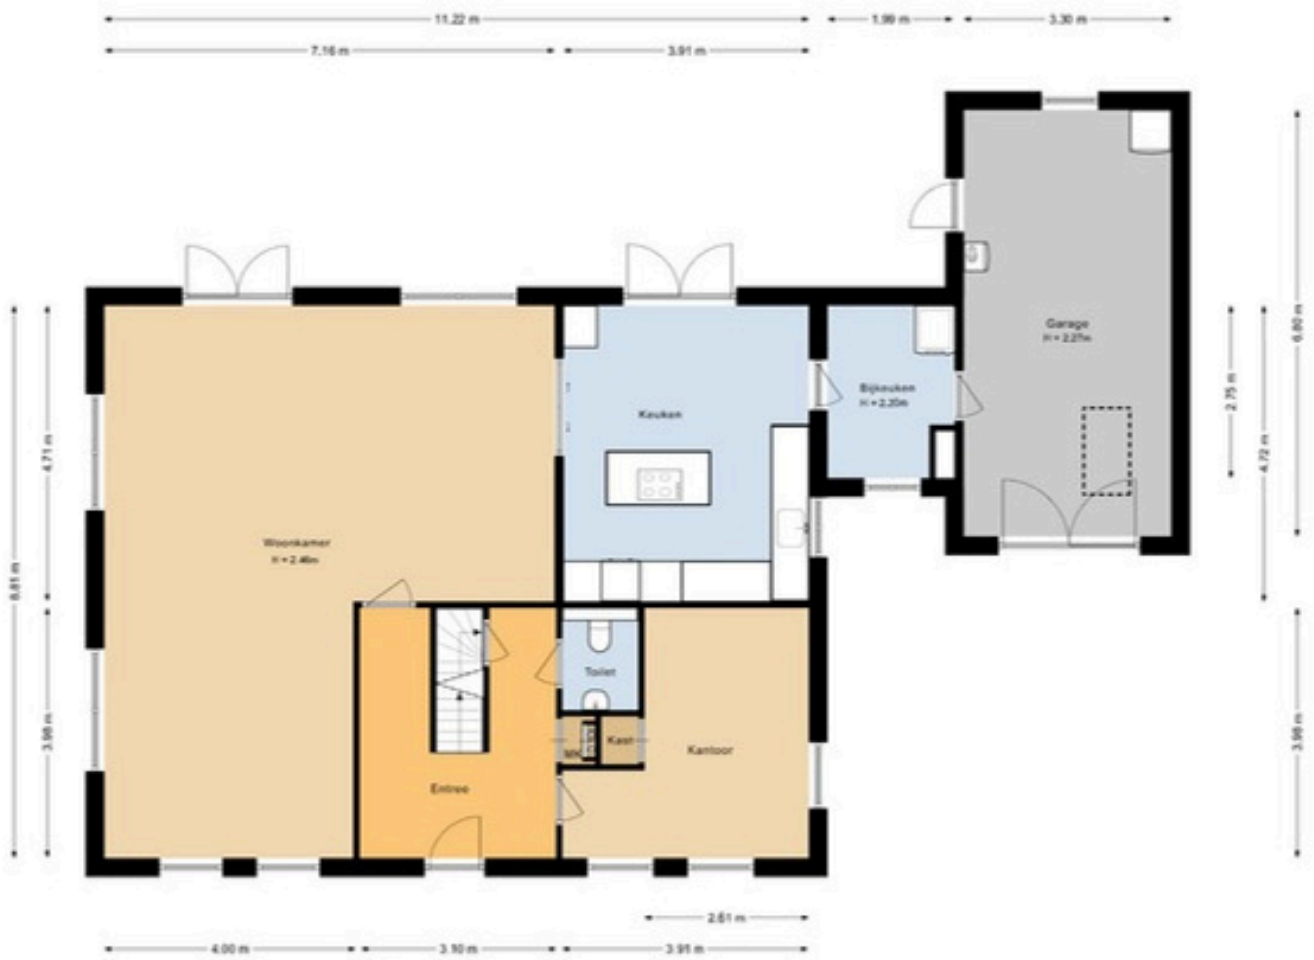 11.22 m
1.99 m
3.30 m
7.16 m
3.91 m
Garage
H = 2.27m
6.80 m
Bijkeuken
H = 2.20m
2.75 m
Keuken
4.71 m
4.72 m
Woonkamer
H = 2.46m
8.81 m
Toilet
3.98 m
3.98 m
MK
Kast
Kantoor
Entree
2.61 m
4.00 m
3.10 m
3.91 m